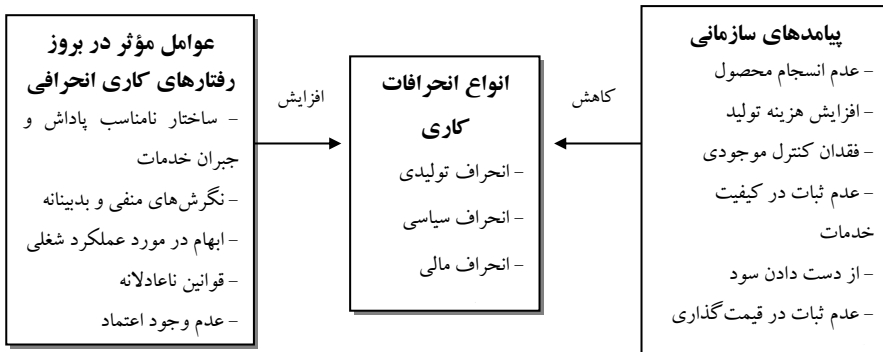 پیامدهای سازمانی
- عدم انسجام محصول
- افزایش هزینه تولید
- فقدان کنترل موجودی
- عدم ثبات در کیفیت
خدمات
- از دست دادن سود
- عدم ثبات در قیمت‌گذاری
کاهش
انواع انحرافات
کاری
- انحراف تولیدی
- انحراف سیاسی
- انحراف مالی
افزایش
عوامل مؤثر در بروز
رفتارهای کاری انحرافی
- ساختار نامناسب پاداش و
جبران خدمات
- نگرش‌های منفی و بدبینانه
- ابهام در مورد عملکرد شغلی
- قوانین ناعادلانه
- عدم وجود اعتماد